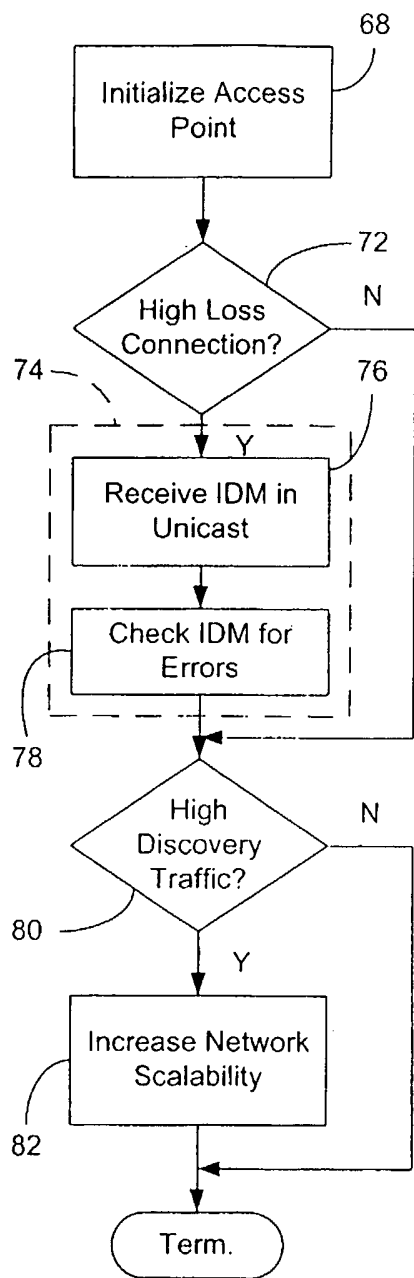 68
Initialize Access
Point
72
N
High Loss
Connection?
74
76
Y
Receive IDM in
Unicast
Check IDM for
Errors
78
High
Discovery
Traffic?
N
80
Y
Increase Network
Scalability
82
Term.